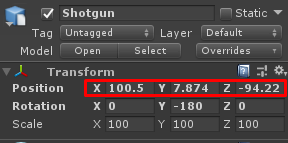 Shotgun Static
Tag Untagged Layer Default
Model Open Select Overrides
Transform
Position X 100.5 Y 7.874 Z -94.22
Rotation X 0 Y -180 Z 0
Scale X 100 Y 100 Z 100